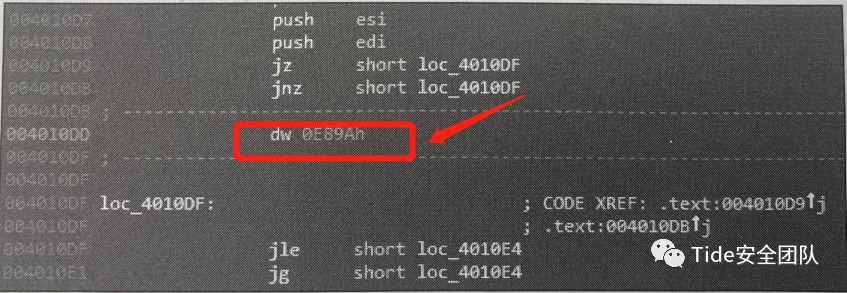 004010D7 push esi
004010D8 push edi
004010D9 jz short loc_4010DF
004010DB jnz short loc_4010DF
004010DB ; ---------------------------------------------------------------------------
004010DD dw 0E89Ah
004010DF ; ---------------------------------------------------------------------------
004010DF
004010DF loc_4010DF: ; CODE XREF: .text:004010D9↑j
004010DF ; .text:004010DB↑j
004010DF jle short loc_4010E4
004010E1 jg short loc_4010E4
Tide安全团队